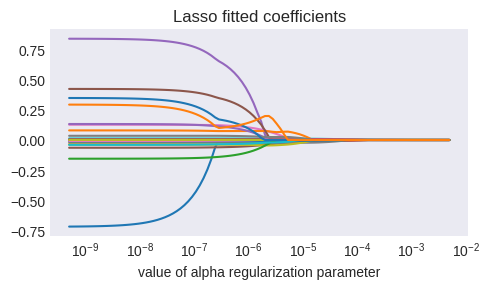 Lasso fitted coefficients
0.75
0.50
0.25
0.00
−0.25
−0.50
−0.75
10⁻⁹ 10⁻⁸ 10⁻⁷ 10⁻⁶ 10⁻⁵ 10⁻⁴ 10⁻³ 10⁻²
value of alpha regularization parameter